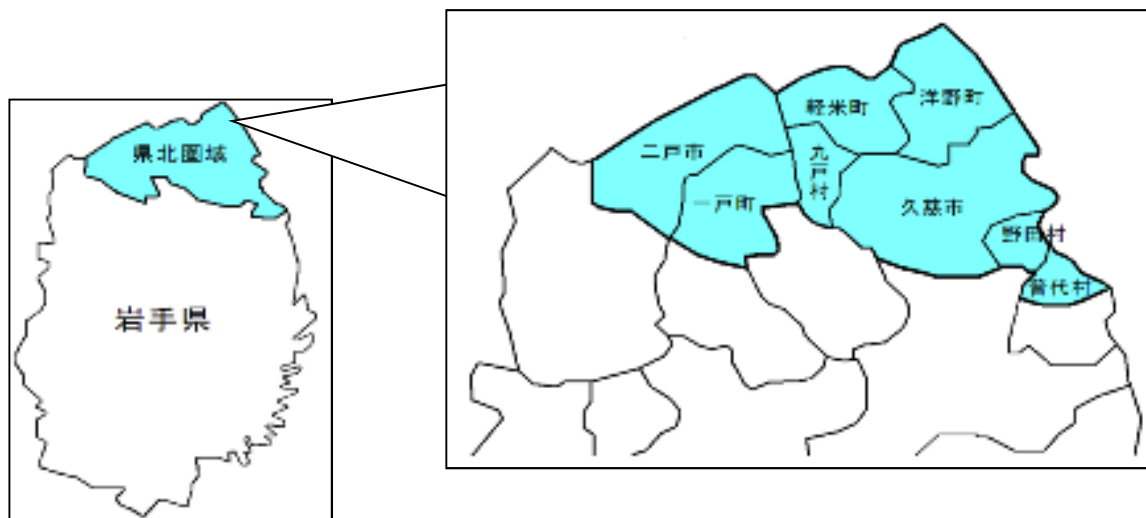 県北圏域
岩手県
軽米町
洋野町
二戸市
九戸村
一戸町
久慈市
野田村
普代村